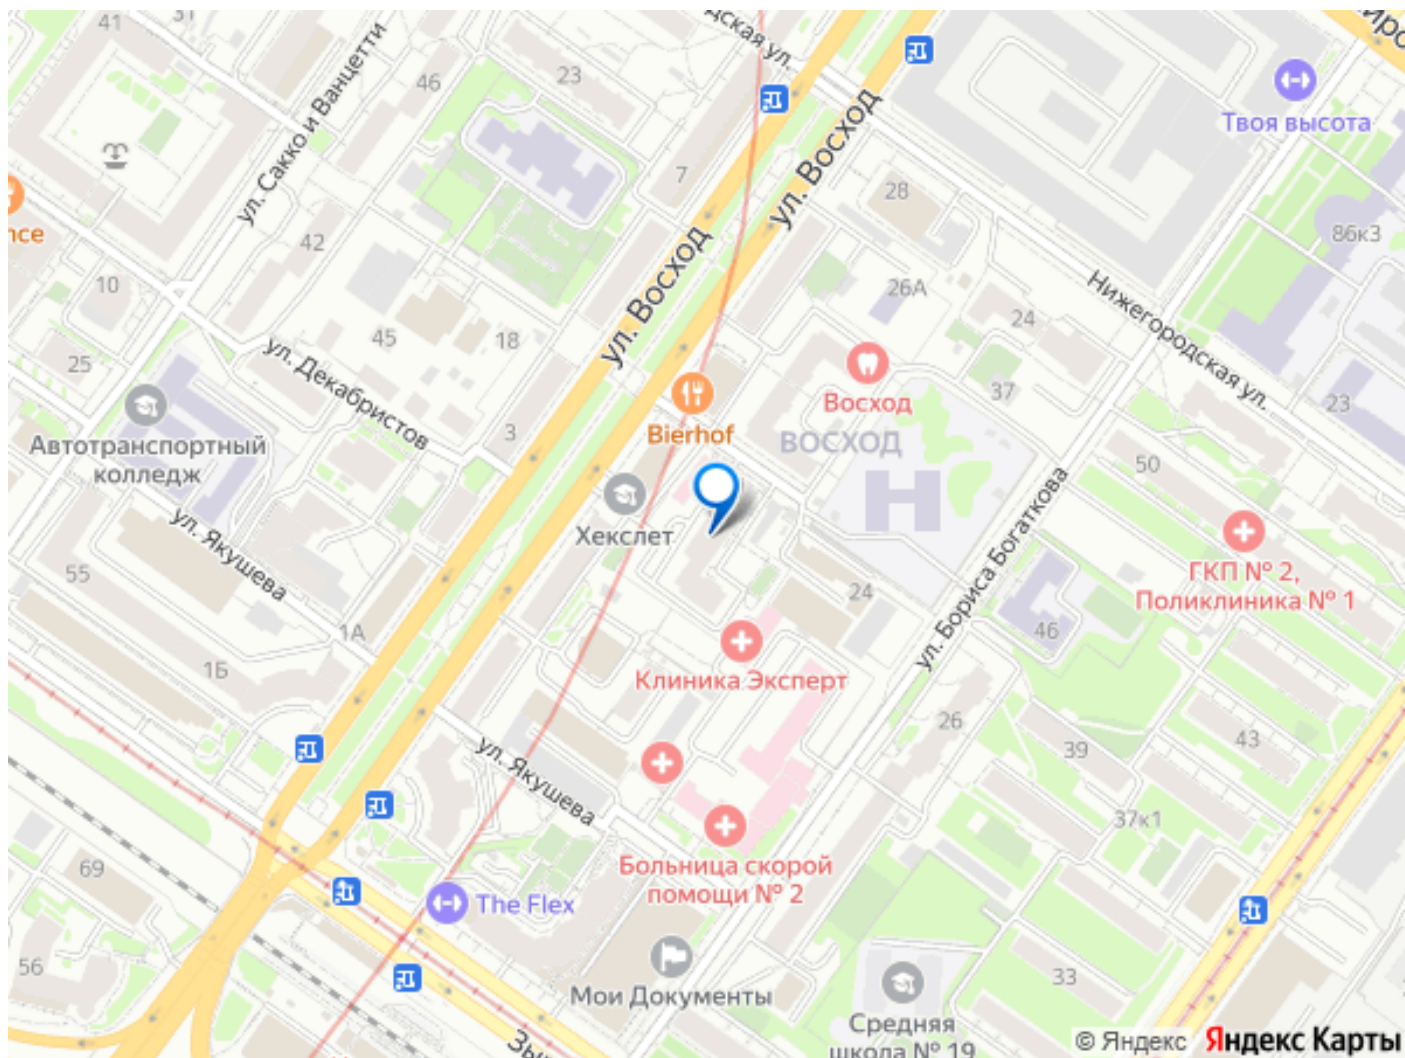 41
31
ул. Сакко и Ванцетти
46
23
дская ул.
7
ул. Восход
28
Твоя высота
86к3
nce
42
10
ул. Восход
26А
24
Нижегородская ул.
45
18
25
ул. Декабристов
Восход
37
23
Автотранспортный
колледж
3
Bierhof
ВОСХОД
50
Хекслет
ул. Бориса Богаткова
ул. Якушева
55
24
ГКП № 2,
Поликлиника № 1
1А
46
1Б
Клиника Эксперт
26
39
43
ул. Якушева
37к1
69
Больница скорой
помощи № 2
The Flex
56
Мои Документы
33
Средняя
школа № 19
Зы
© Яндекс Яндекс Карты